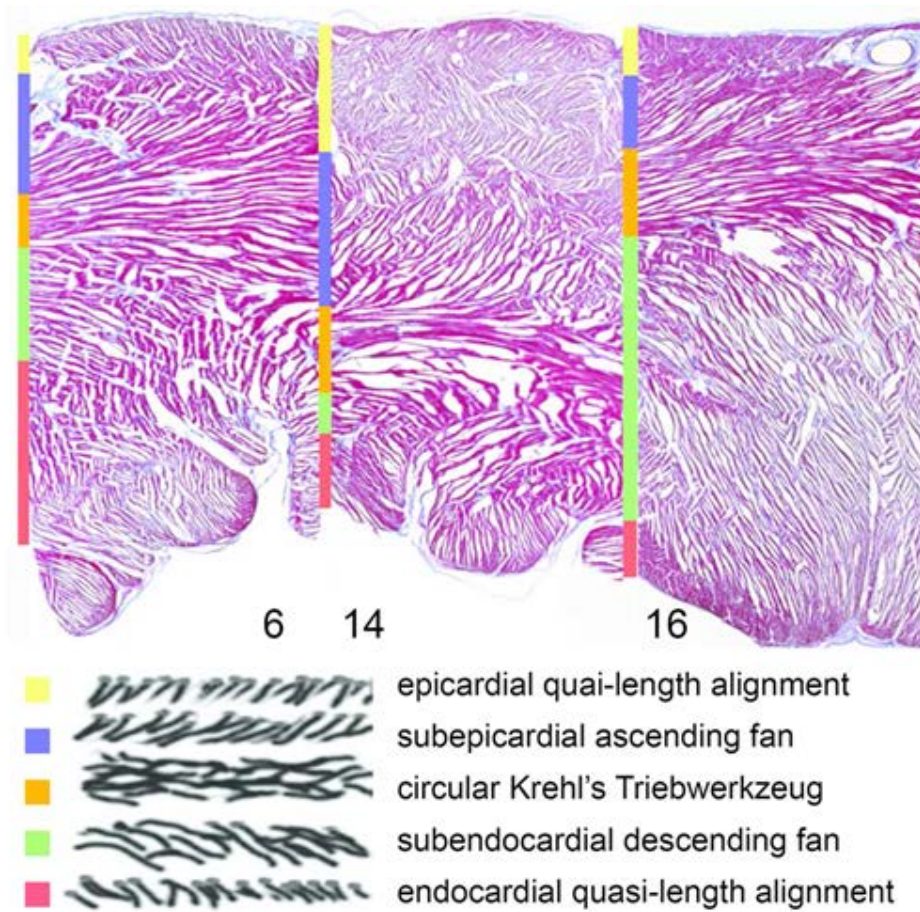 6 14 16
epicardial quai-length alignment
subepicardial ascending fan
circular Krehl's Triebwerkzeug
subendocardial descending fan
endocardial quasi-length alignment